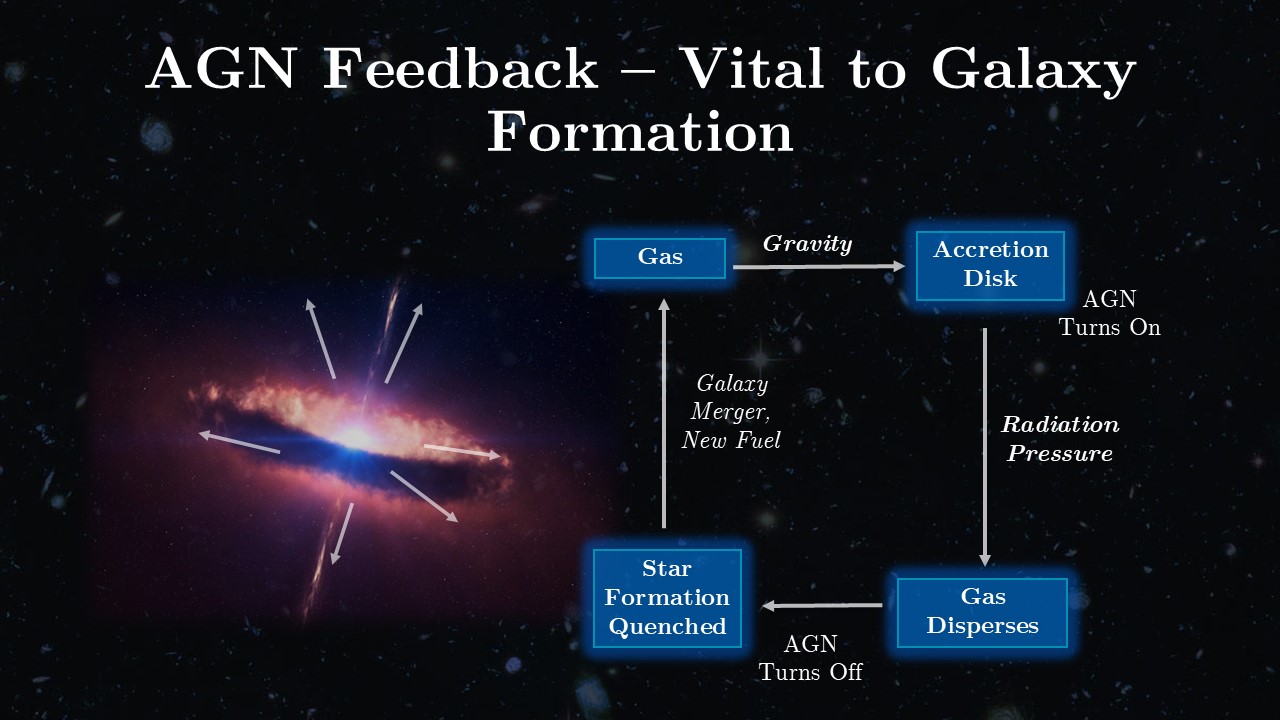 AGN Feedback – Vital to Galaxy
Formation
Gas
Gravity
Accretion
Disk
AGN
Turns On
Galaxy
Merger,
New Fuel
Radiation
Pressure
Star
Formation
Quenched
Gas
Disperses
AGN
Turns Off